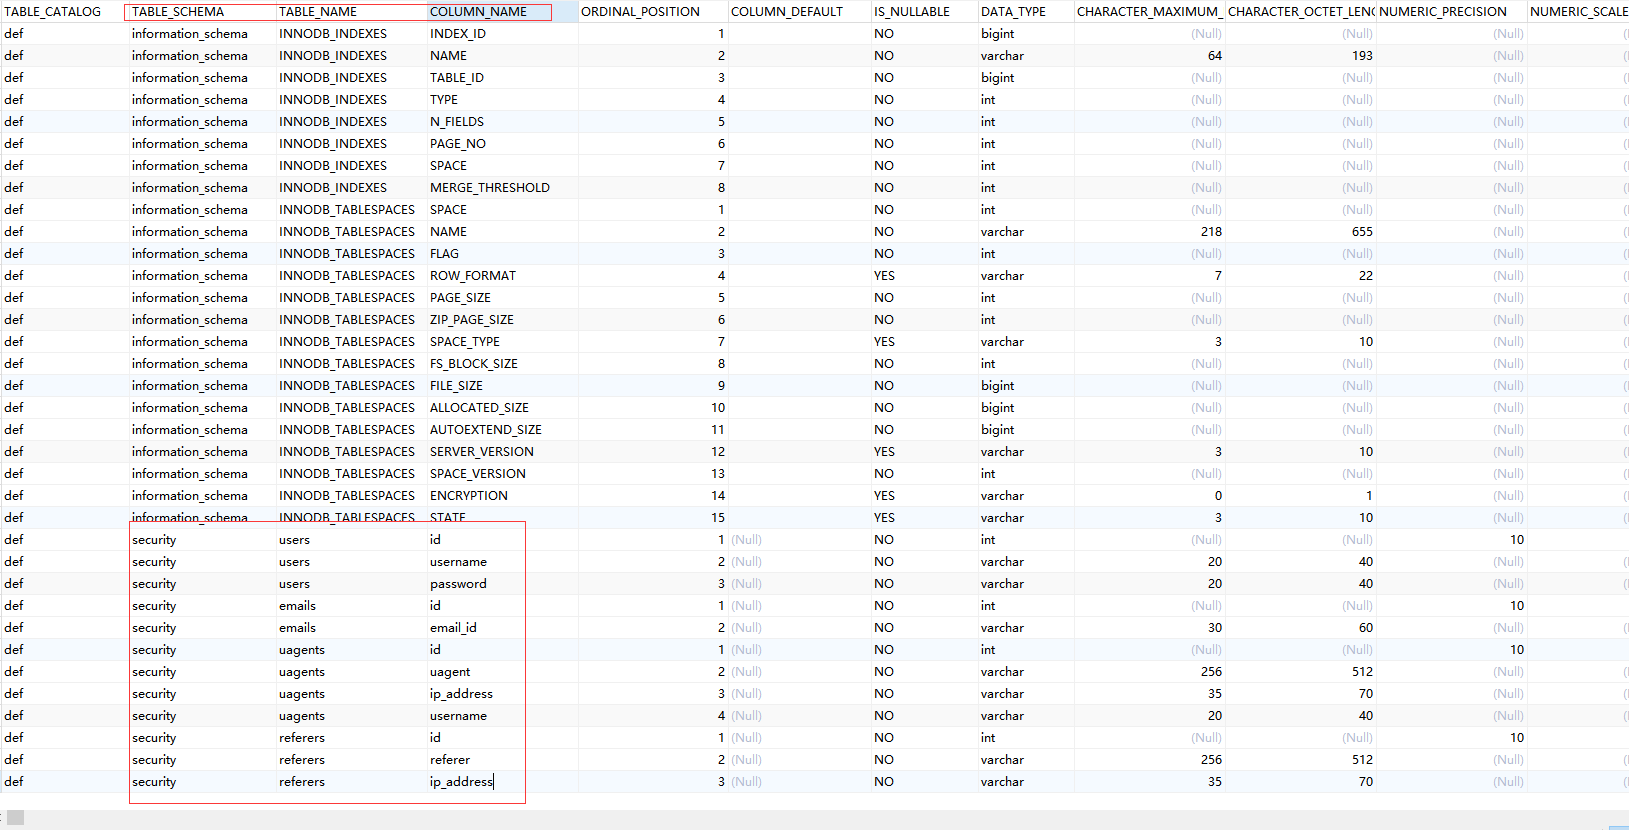 TABLE_CATALOG TABLE_SCHEMA TABLE_NAME COLUMN_NAME ORDINAL_POSITION COLUMN_DEFAULT IS_NULLABLE DATA_TYPE CHARACTER_MAXIMUM_ CHARACTER_OCTET_LENG NUMERIC_PRECISION NUMERIC_SCALE
def information_schema INNODB_INDEXES INDEX_ID 1 NO bigint (Null) (Null) (Null)
def information_schema INNODB_INDEXES NAME 2 NO varchar 64 193 (Null)
def information_schema INNODB_INDEXES TABLE_ID 3 NO bigint (Null) (Null) (Null)
def information_schema INNODB_INDEXES TYPE 4 NO int (Null) (Null) (Null)
def information_schema INNODB_INDEXES N_FIELDS 5 NO int (Null) (Null) (Null)
def information_schema INNODB_INDEXES PAGE_NO 6 NO int (Null) (Null) (Null)
def information_schema INNODB_INDEXES SPACE 7 NO int (Null) (Null) (Null)
def information_schema INNODB_INDEXES MERGE_THRESHOLD 8 NO int (Null) (Null) (Null)
def information_schema INNODB_TABLESPACES SPACE 1 NO int (Null) (Null) (Null)
def information_schema INNODB_TABLESPACES NAME 2 NO varchar 218 655 (Null)
def information_schema INNODB_TABLESPACES FLAG 3 NO int (Null) (Null) (Null)
def information_schema INNODB_TABLESPACES ROW_FORMAT 4 YES varchar 7 22 (Null)
def information_schema INNODB_TABLESPACES PAGE_SIZE 5 NO int (Null) (Null) (Null)
def information_schema INNODB_TABLESPACES ZIP_PAGE_SIZE 6 NO int (Null) (Null) (Null)
def information_schema INNODB_TABLESPACES SPACE_TYPE 7 YES varchar 3 10 (Null)
def information_schema INNODB_TABLESPACES FS_BLOCK_SIZE 8 NO int (Null) (Null) (Null)
def information_schema INNODB_TABLESPACES FILE_SIZE 9 NO bigint (Null) (Null) (Null)
def information_schema INNODB_TABLESPACES ALLOCATED_SIZE 10 NO bigint (Null) (Null) (Null)
def information_schema INNODB_TABLESPACES AUTOEXTEND_SIZE 11 NO bigint (Null) (Null) (Null)
def information_schema INNODB_TABLESPACES SERVER_VERSION 12 YES varchar 3 10 (Null)
def information_schema INNODB_TABLESPACES SPACE_VERSION 13 NO int (Null) (Null) (Null)
def information_schema INNODB_TABLESPACES ENCRYPTION 14 YES varchar 0 1 (Null)
def information_schema INNODB_TABLESPACES STATE 15 YES varchar 3 10 (Null)
def security users id 1 (Null) NO int (Null) (Null) 10
def security users username 2 (Null) NO varchar 20 40 (Null)
def security users password 3 (Null) NO varchar 20 40 (Null)
def security emails id 1 (Null) NO int (Null) (Null) 10
def security emails email_id 2 (Null) NO varchar 30 60 (Null)
def security uagents id 1 (Null) NO int (Null) (Null) 10
def security uagents uagent 2 (Null) NO varchar 256 512 (Null)
def security uagents ip_address 3 (Null) NO varchar 35 70 (Null)
def security uagents username 4 (Null) NO varchar 20 40 (Null)
def security referers id 1 (Null) NO int (Null) (Null) 10
def security referers referer 2 (Null) NO varchar 256 512 (Null)
def security referers ip_address 3 (Null) NO varchar 35 70 (Null)